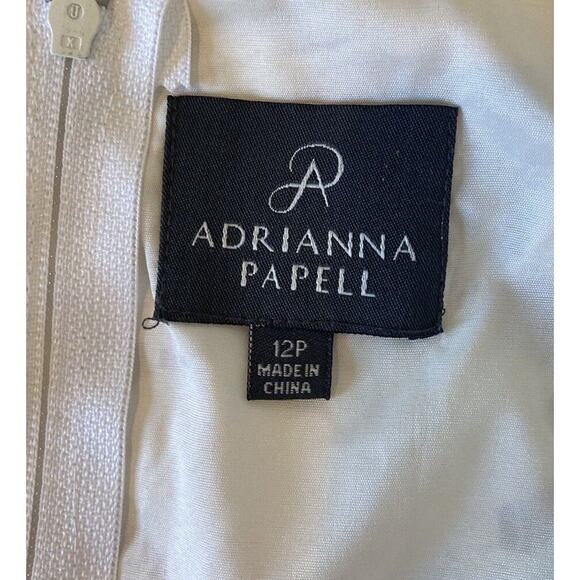 U
X
AP
ADRIANNA
PAPELL
12P
MADE IN
CHINA